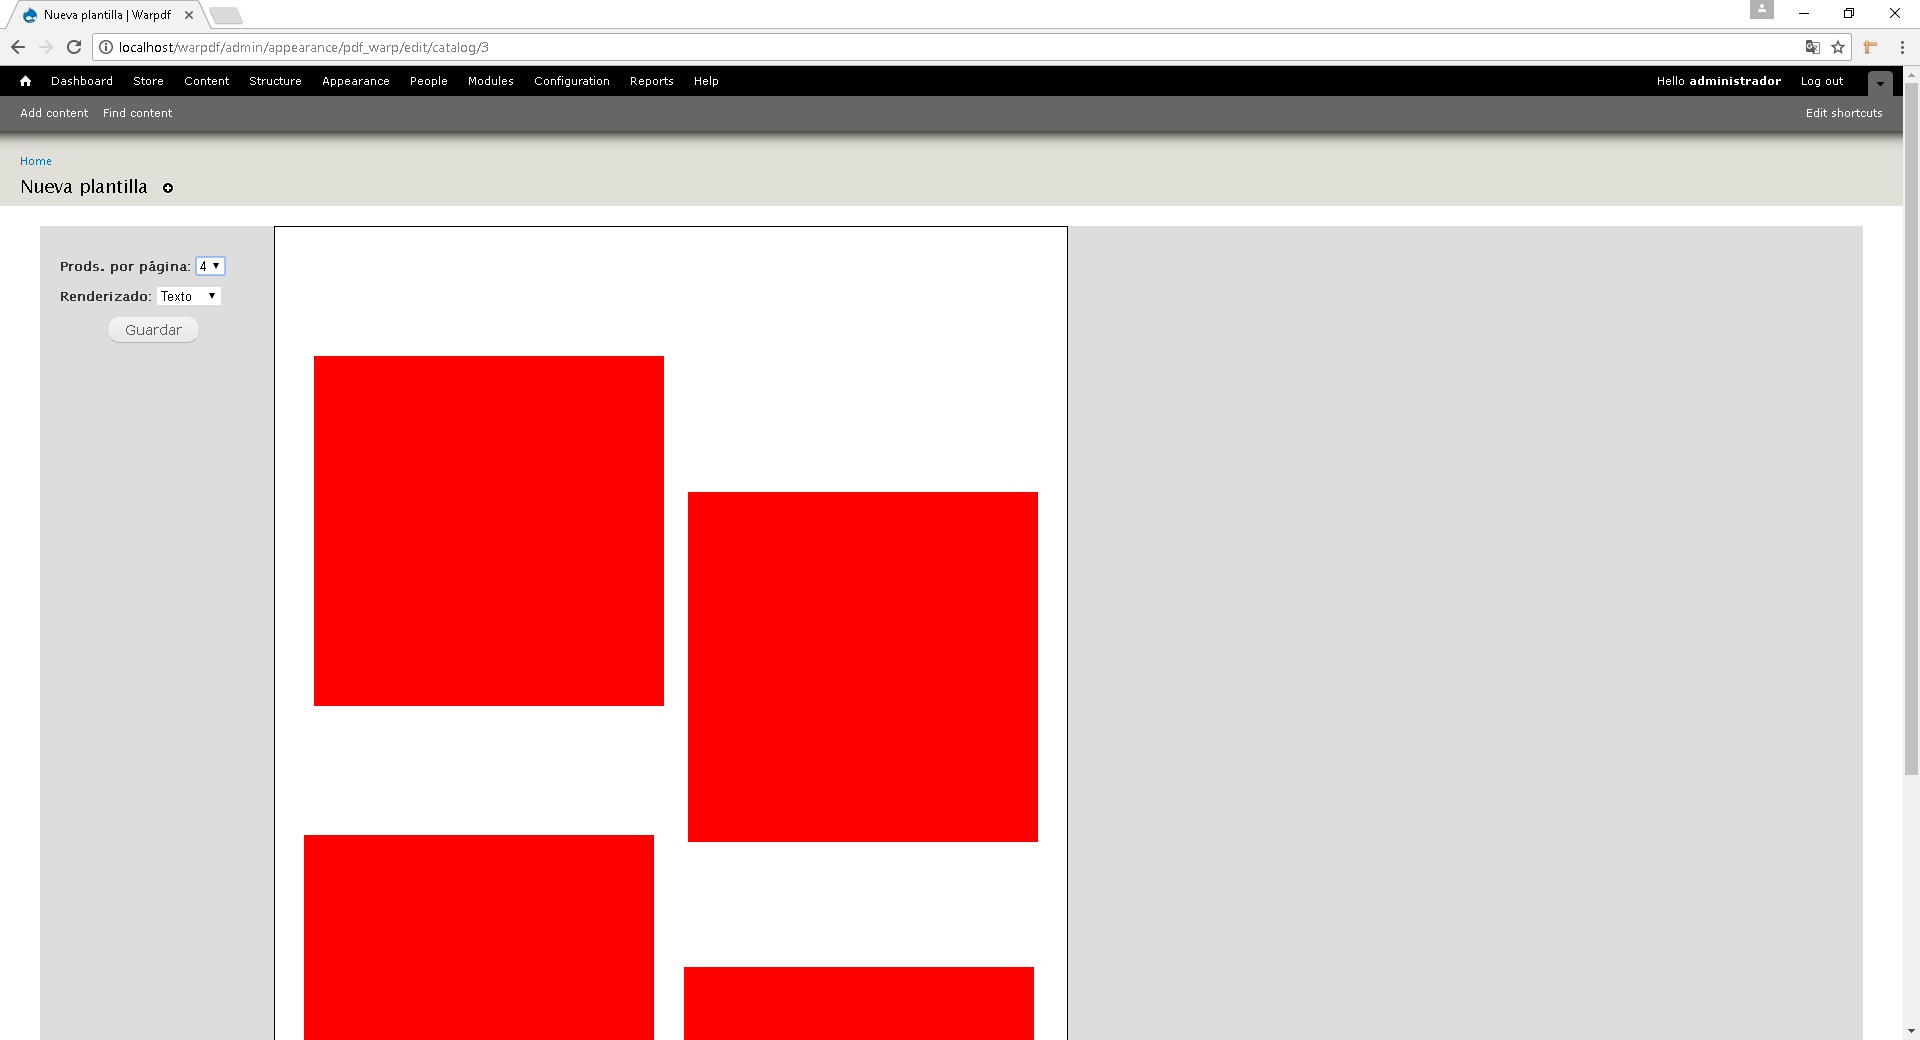 Nueva plantilla | Warpdf
localhost/warpdf/admin/appearance/pdf_warp/edit/catalog/3
Dashboard Store Content Structure Appearance People Modules Configuration Reports Help Hello administrador Log out
Add content Find content Edit shortcuts
Home
Nueva plantilla
Prods. por página: 4
Renderizado: Texto
Guardar